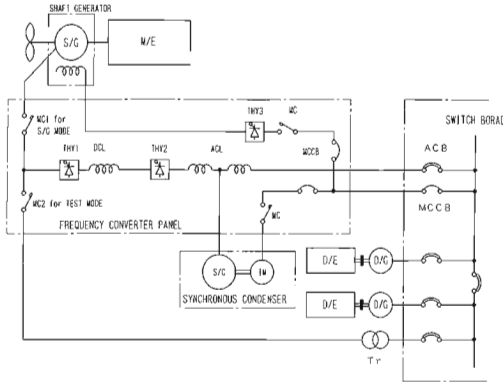 SHAFT GENERATOR
S/G
M/E
MC1 for
S/G MODE
THY3
MC
MCCB
SWITCH BORAD
THY1
DCL
THY2
ACL
ACB
MC2 for TEST MODE
MC
MCCB
FREQUENCY CONVERTER PANEL
S/C
IM
SYNCHRONOUS CONDENSER
D/E
D/G
D/E
D/G
Tr